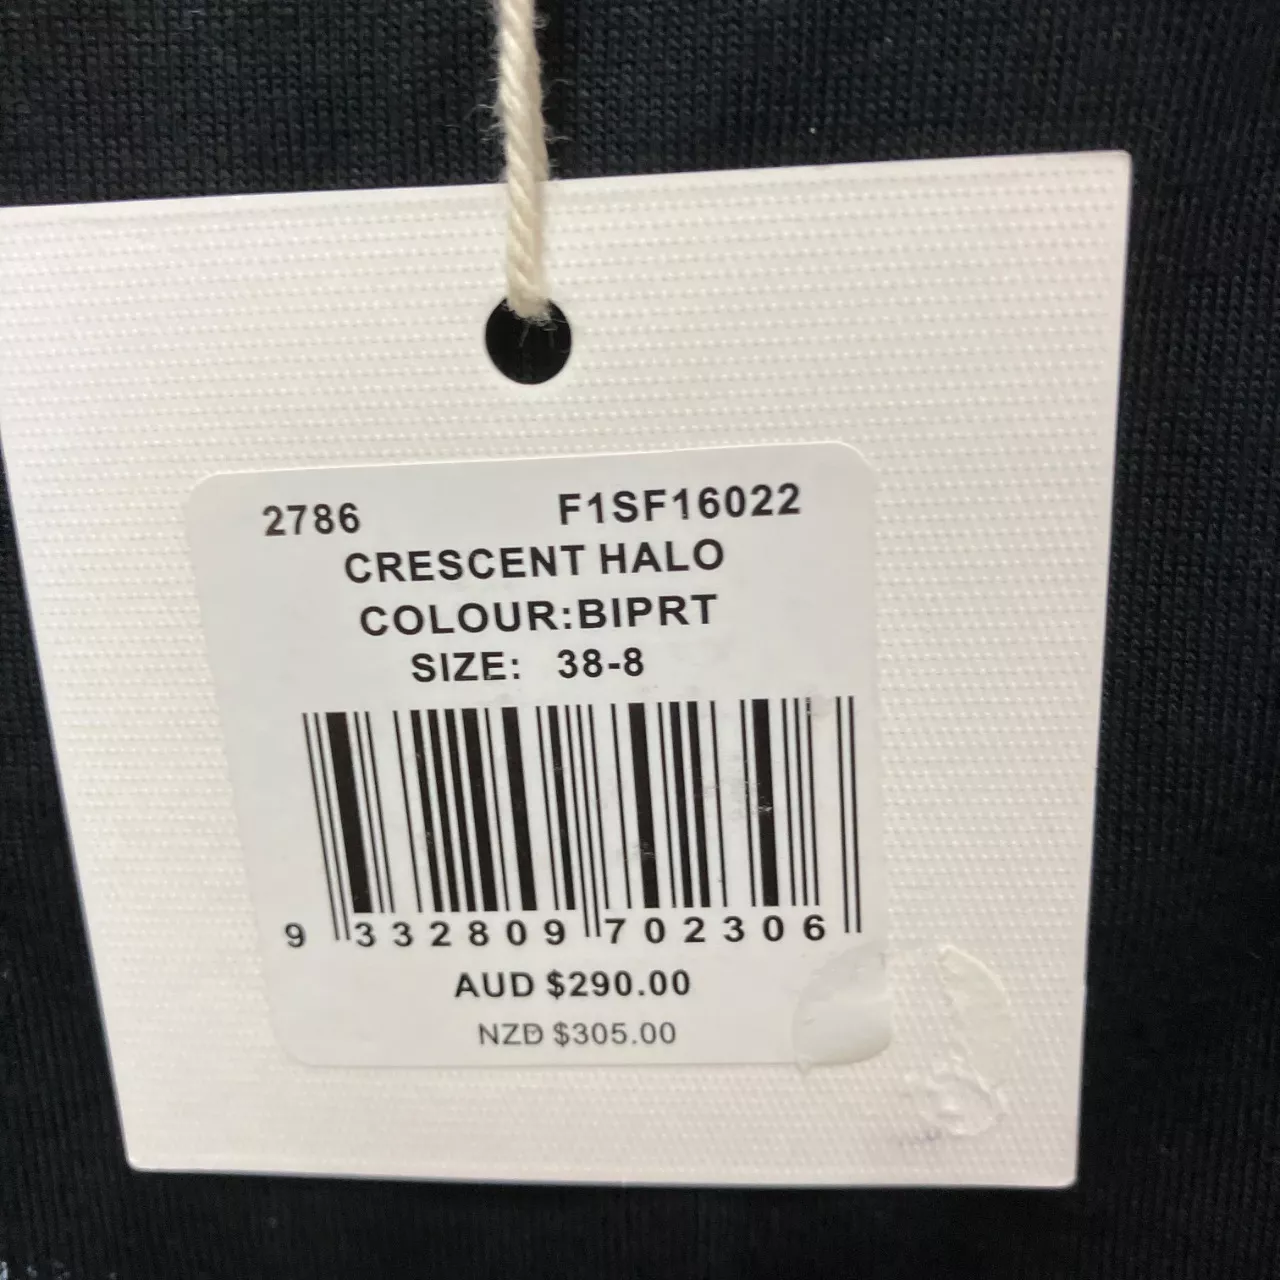 2786 F1SF16022
CRESCENT HALO
COLOUR:BIPRT
SIZE: 38-8
9 332809 702306
AUD $290.00
NZD $305.00